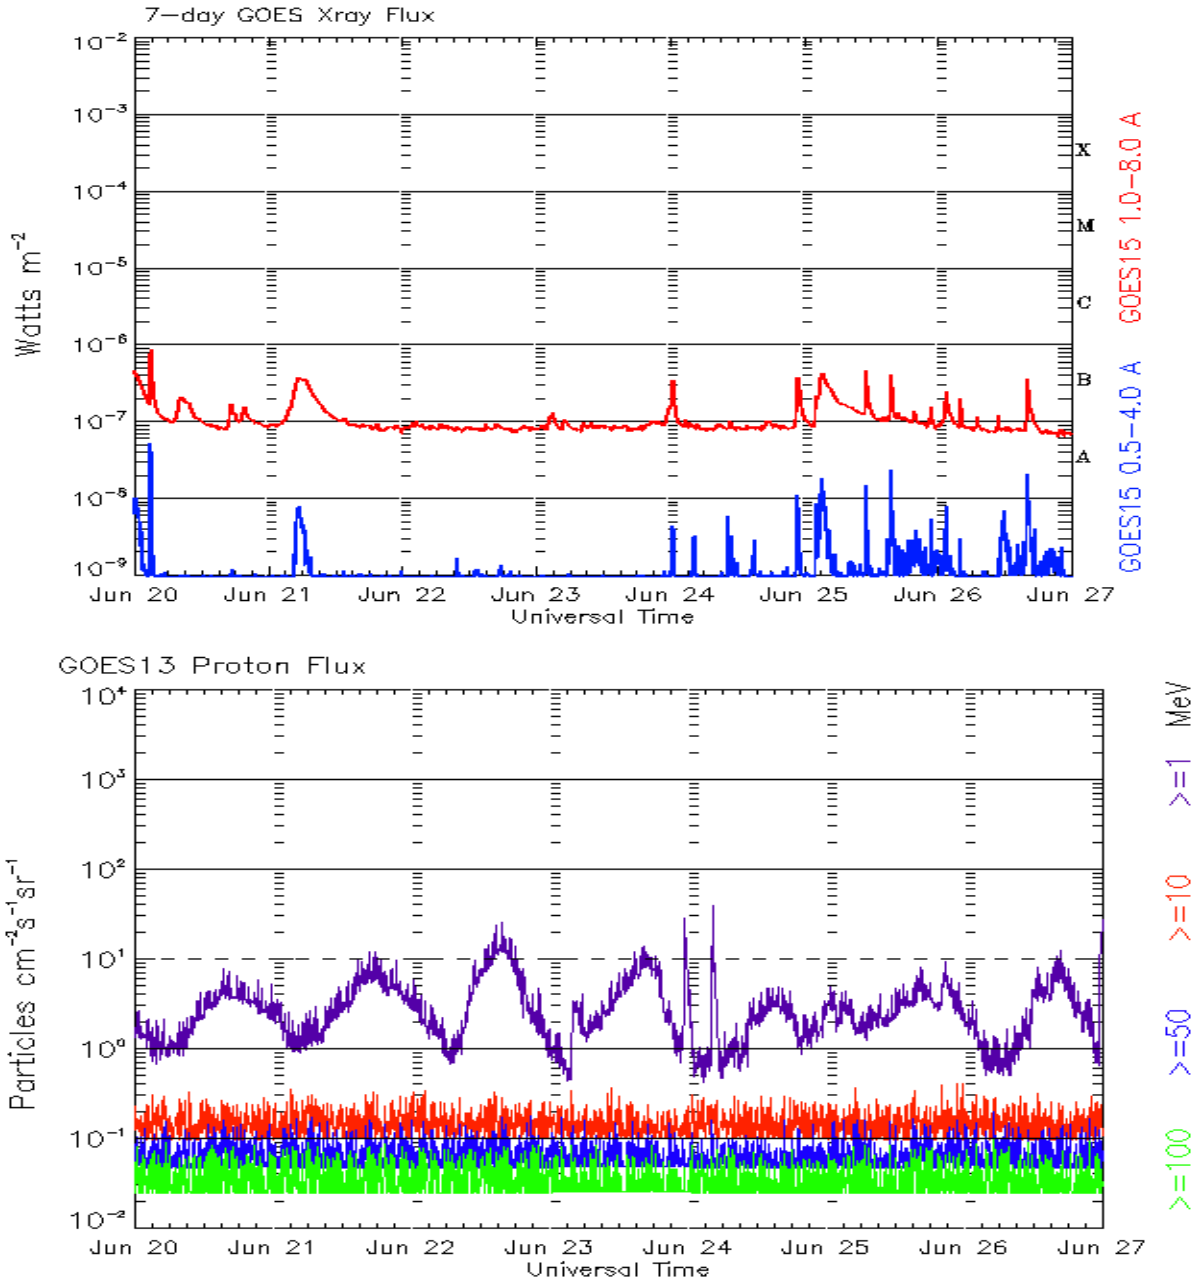 7-day GOES Xray Flux
10⁻²
10⁻³
10⁻⁴
10⁻⁵
10⁻⁶
10⁻⁷
10⁻⁸
10⁻⁹
Watts m⁻²
X
M
C
B
A
GOES15 1.0-8.0 A
GOES15 0.5-4.0 A
Jun 20 Jun 21 Jun 22 Jun 23 Jun 24 Jun 25 Jun 26 Jun 27
Universal Time
GOES13 Proton Flux
10⁴
10³
10²
10¹
10⁰
10⁻¹
10⁻²
Particles cm⁻²s⁻¹sr⁻¹
>=1 MeV
>=10
>=50
>=100
Jun 20 Jun 21 Jun 22 Jun 23 Jun 24 Jun 25 Jun 26 Jun 27
Universal Time